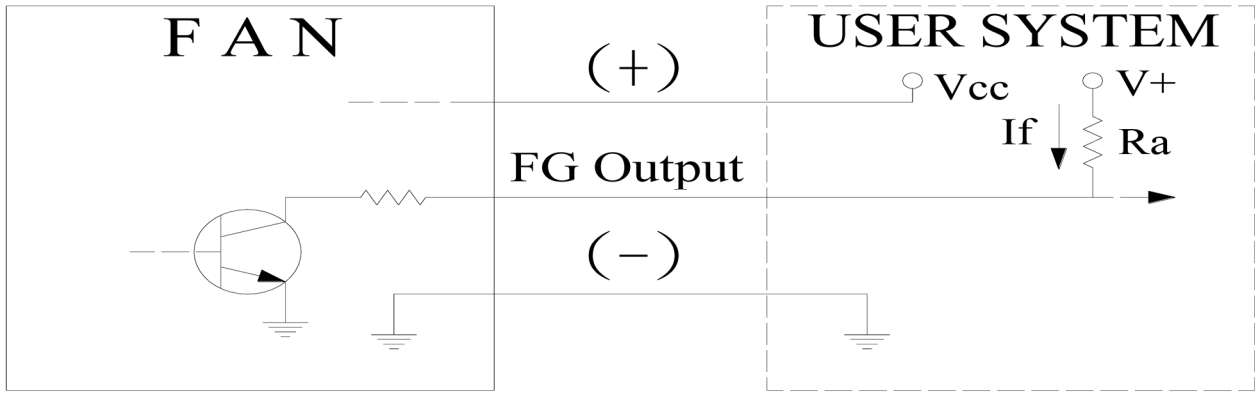 F A N
USER SYSTEM
(+)
Vcc
V+
If
Ra
FG Output
(−)